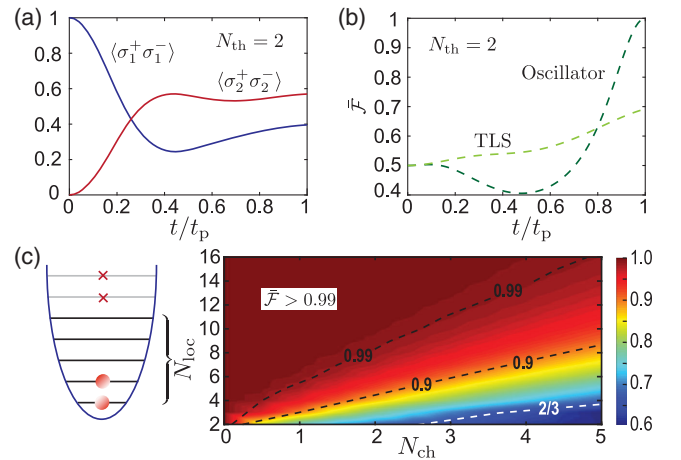 (a)
1
0.8
0.6
0.4
0.2
0
⟨σ₁⁺σ₁⁻⟩
N_th = 2
⟨σ₂⁺σ₂⁻⟩
0 0.2 0.4 0.6 0.8 1
t/t_p
(b)
1
0.9
0.8
0.7
0.6
0.5
0.4
F̄
N_th = 2
Oscillator
TLS
0 0.2 0.4 0.6 0.8 1
t/t_p
(c)
N_loc
16
14
12
10
8
6
4
2
F̄ > 0.99
0.99
0.99
0.9
0.9
2/3
0 1 2 3 4 5
N_ch
1.0
0.9
0.8
0.7
0.6